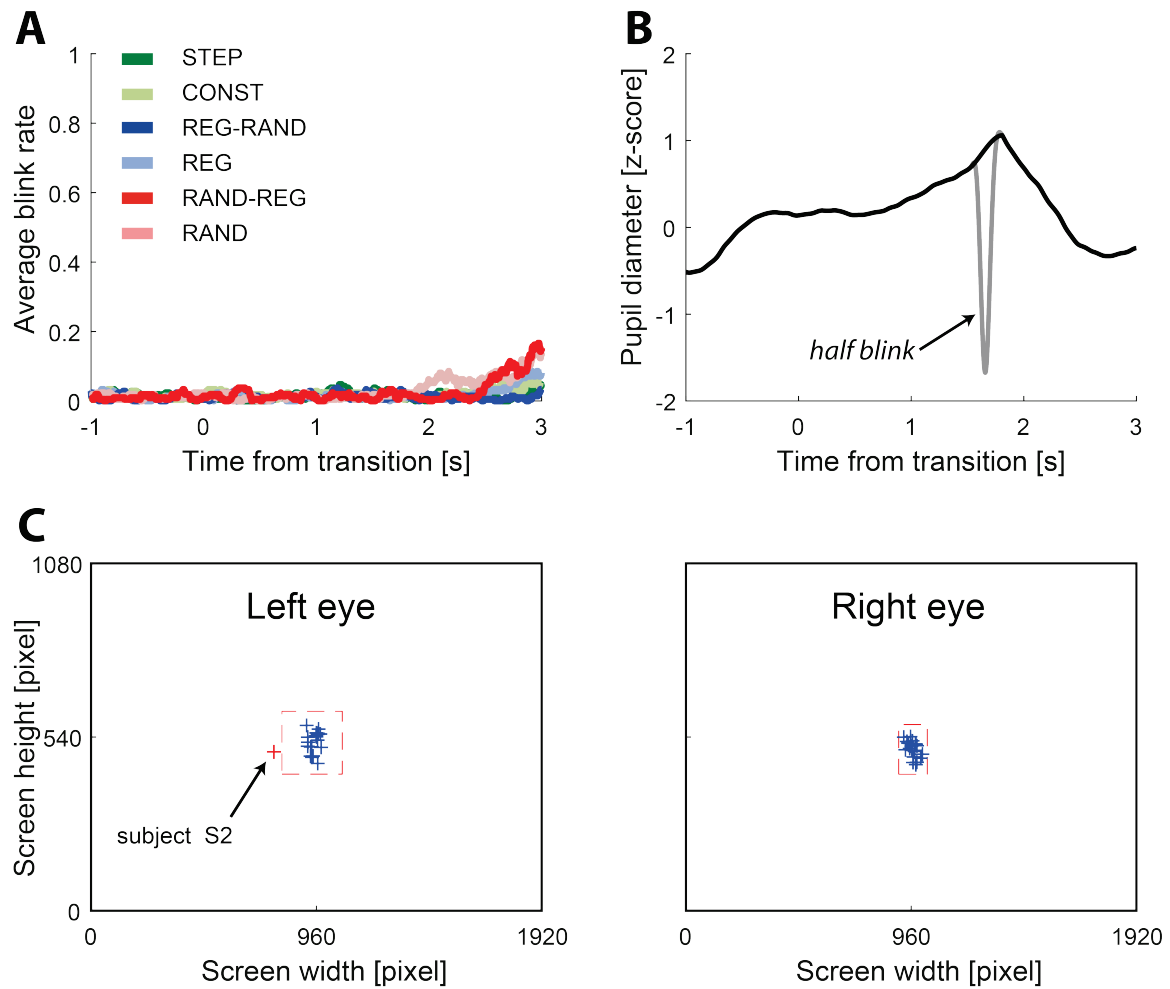 A
Average blink rate
1
0.8
0.6
0.4
0.2
0
STEP
CONST
REG-RAND
REG
RAND-REG
RAND
-1
0
1
2
3
Time from transition [s]
B
Pupil diameter [z-score]
2
1
0
-1
-2
half blink
-1
0
1
2
3
Time from transition [s]
C
Screen height [pixel]
1080
540
0
Left eye
subject S2
0
960
1920
Screen width [pixel]
Right eye
0
960
1920
Screen width [pixel]